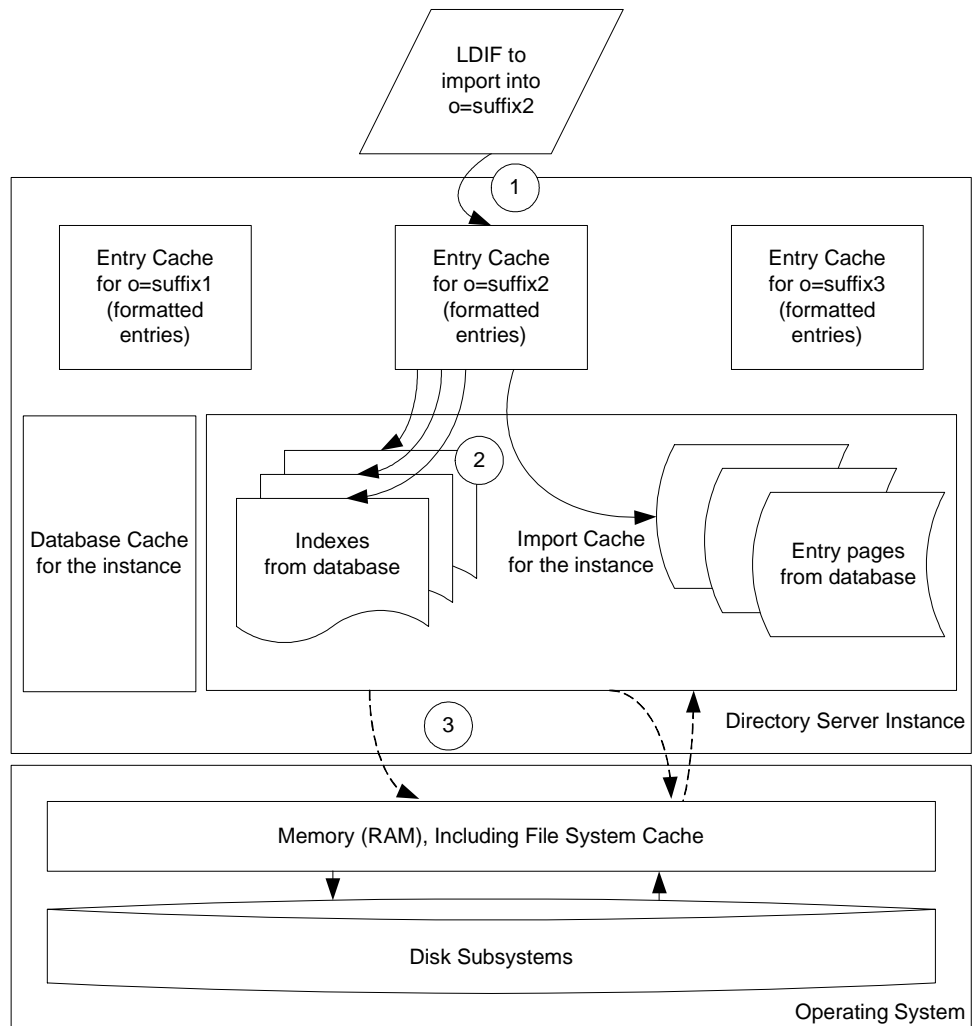 LDIF to
import into
o=suffix2
1
Entry Cache
for o=suffix1
(formatted
entries)
Entry Cache
for o=suffix2
(formatted
entries)
Entry Cache
for o=suffix3
(formatted
entries)
2
Database Cache
for the instance
Indexes
from database
Import Cache
for the instance
Entry pages
from database
3
Directory Server Instance
Memory (RAM), Including File System Cache
Disk Subsystems
Operating System